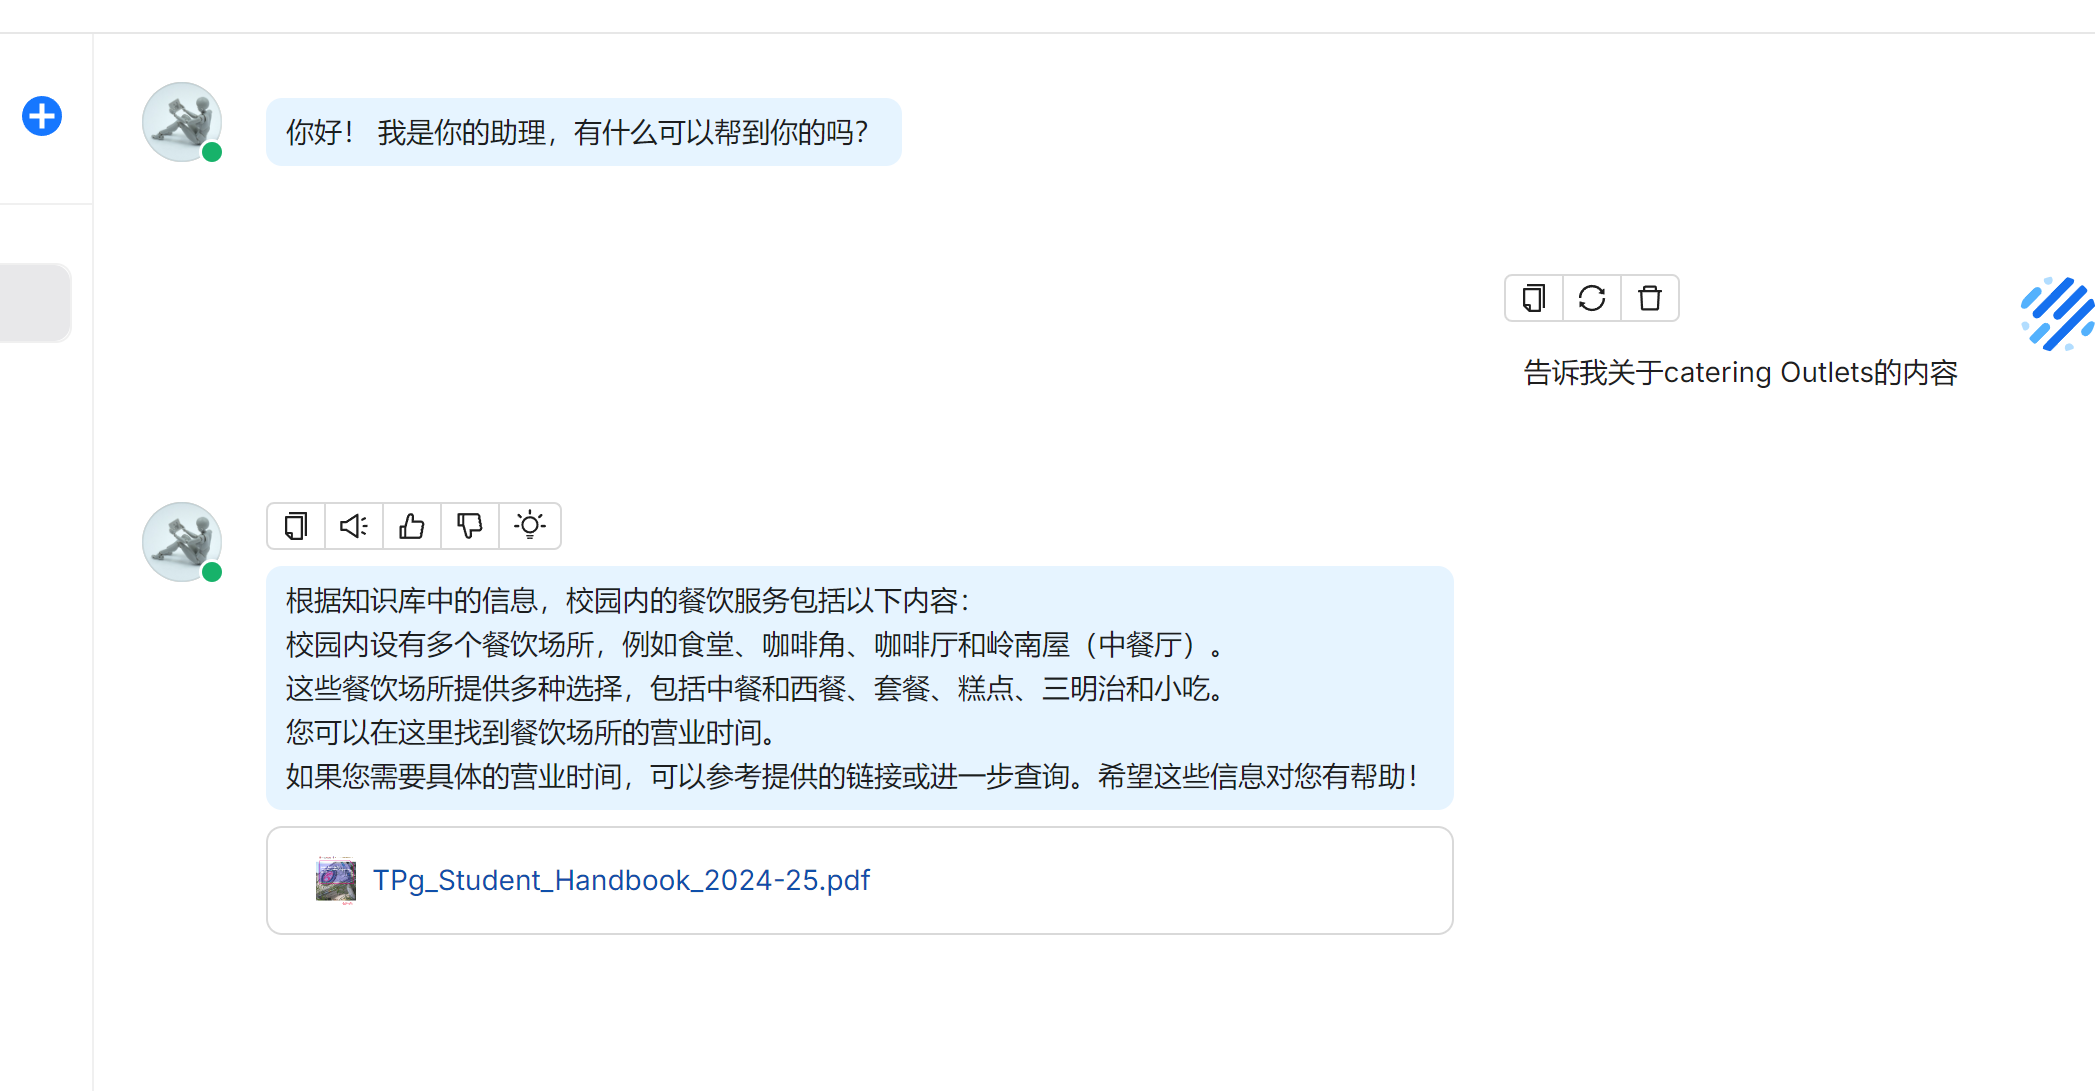 你好！ 我是你的助理，有什么可以帮到你的吗？
告诉我关于catering Outlets的内容
根据知识库中的信息，校园内的餐饮服务包括以下内容：
校园内设有多个餐饮场所，例如食堂、咖啡角、咖啡厅和岭南屋（中餐厅）。
这些餐饮场所提供多种选择，包括中餐和西餐、套餐、糕点、三明治和小吃。
您可以在这里找到餐饮场所的营业时间。
如果您需要具体的营业时间，可以参考提供的链接或进一步查询。希望这些信息对您有帮助！
TPg_Student_Handbook_2024-25.pdf